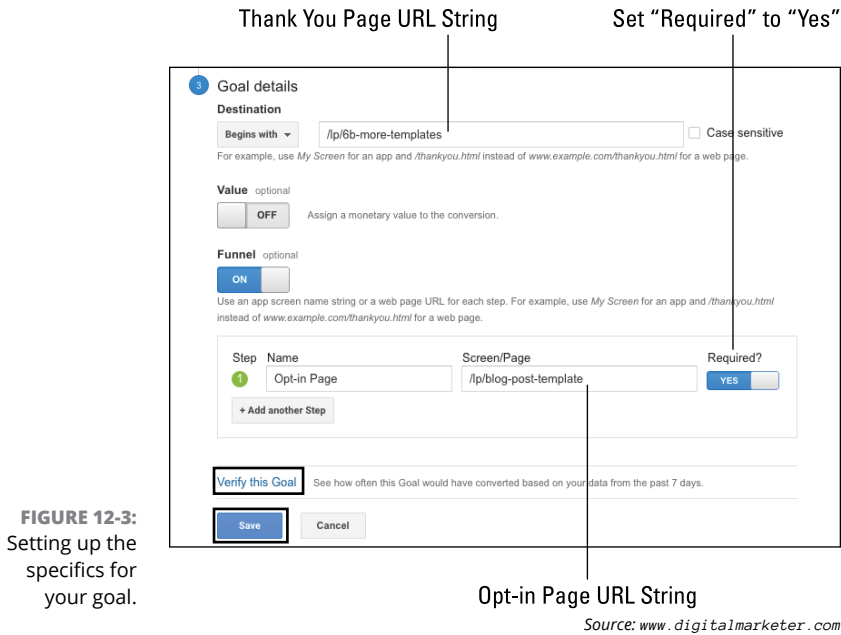 Thank You Page URL String
Set “Required” to “Yes”
3 Goal details
Destination
Begins with /lp/6b-more-templates Case sensitive
For example, use My Screen for an app and /thankyou.html instead of www.example.com/thankyou.html for a web page.
Value optional
OFF Assign a monetary value to the conversion.
Funnel optional
ON
Use an app screen name string or a web page URL for each step. For example, use My Screen for an app and /thankyou.html
instead of www.example.com/thankyou.html for a web page.
Step Name Screen/Page Required?
1 Opt-in Page /lp/blog-post-template YES
+ Add another Step
Verify this Goal See how often this Goal would have converted based on your data from the past 7 days.
Save Cancel
FIGURE 12-3:
Setting up the
specifics for
your goal.
Opt-in Page URL String
Source: www.digitalmarketer.com